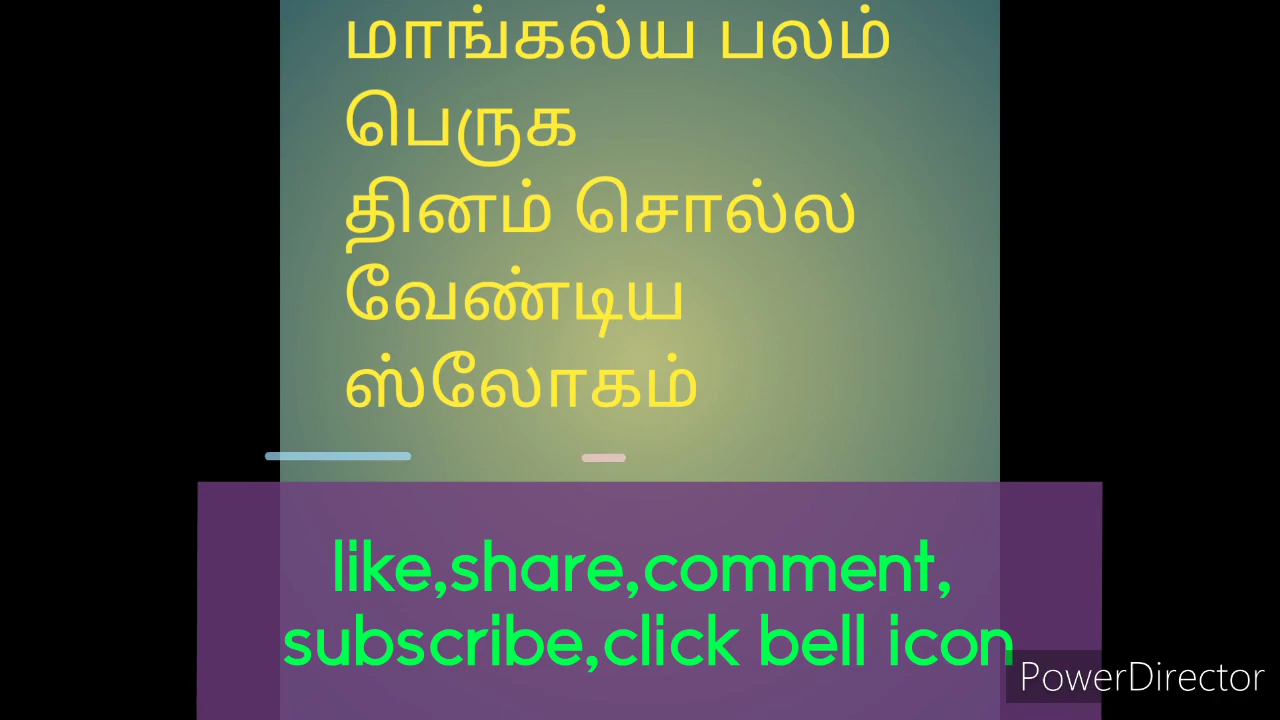 மாங்கல்ய பலம்
பெருக
தினம் சொல்ல
வேண்டிய
ஸ்லோகம்
like,share,comment,
subscribe,click bell icon
PowerDirector